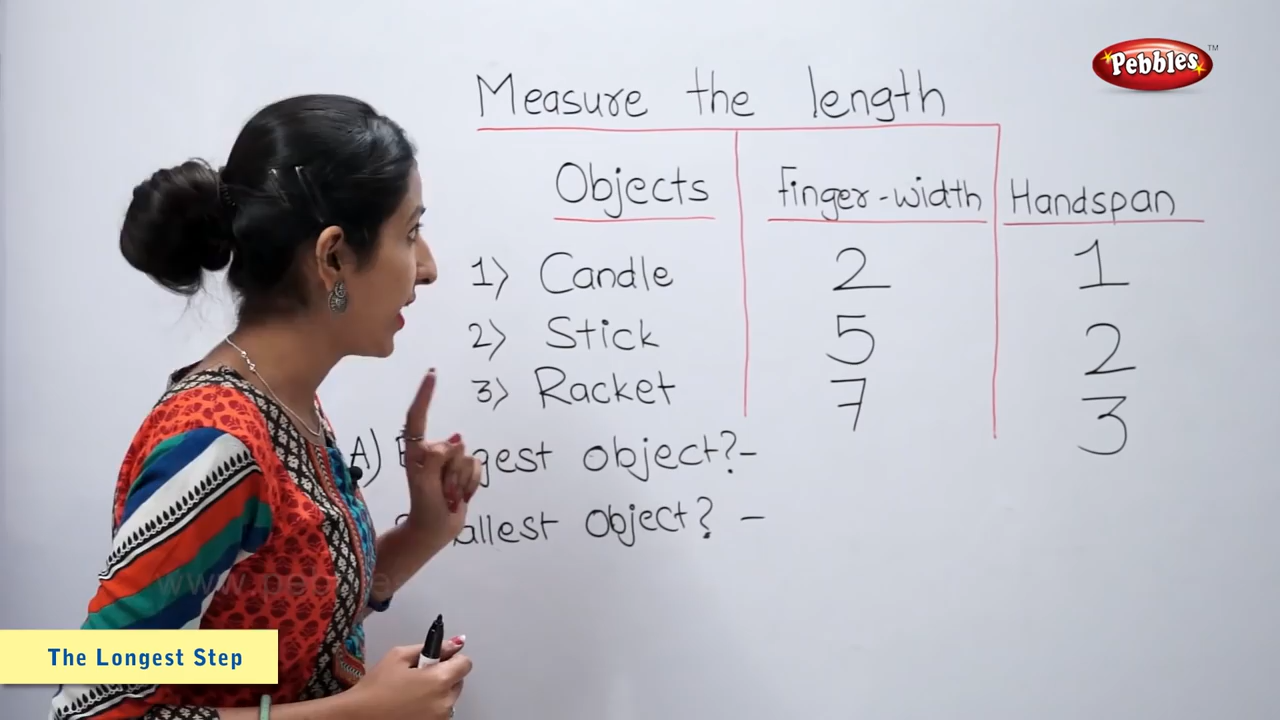 Pebbles™
Measure the length
Objects finger-width Handspan
1) Candle 2 1
2) Stick 5 2
3) Racket 7 3
A) object?-
object? -
The Longest Step